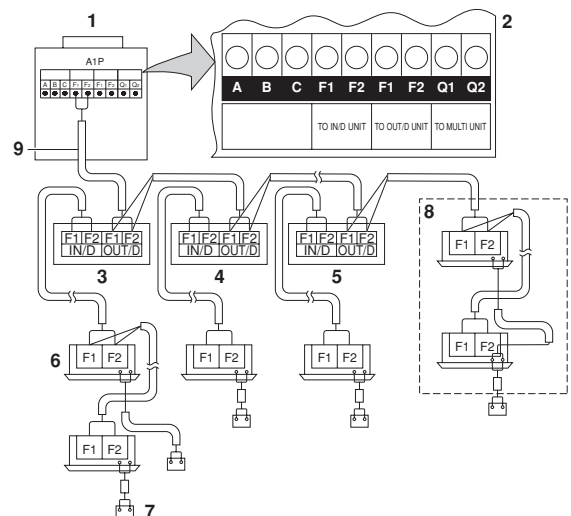 1
2
A1P
A B C F1 F2 F1 F2 Q1 Q2
A B C F1 F2 F1 F2 Q1 Q2
TO IN/D UNIT TO OUT/D UNIT TO MULTI UNIT
9
8
F1 F2 F1 F2
IN/D OUT/D
F1 F2 F1 F2
IN/D OUT/D
F1 F2 F1 F2
IN/D OUT/D
F1 F2
3
4
5
6
F1 F2
F1 F2
F1 F2
F1 F2
F1 F2
7